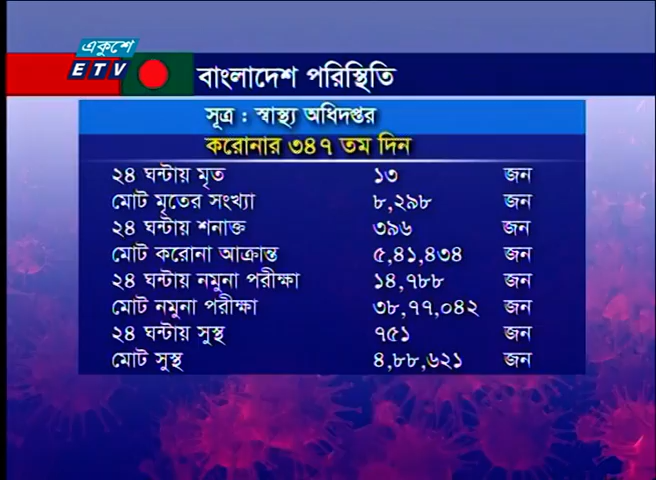 একুশে
ETV
বাংলাদেশ পরিস্থিতি
সূত্র : স্বাস্থ্য অধিদপ্তর
করোনার ৩৪৭ তম দিন
২৪ ঘন্টায় মৃত ১৩ জন
মোট মৃতের সংখ্যা ৮,২৯৮ জন
২৪ ঘন্টায় শনাক্ত ৩৯৬ জন
মোট করোনা আক্রান্ত ৫,৪১,৪৩৪ জন
২৪ ঘন্টায় নমুনা পরীক্ষা ১৪,৭৮৮ জন
মোট নমুনা পরীক্ষা ৩৮,৭৭,০৪২ জন
২৪ ঘন্টায় সুস্থ ৭৫১ জন
মোট সুস্থ ৪,৮৮,৬২১ জন